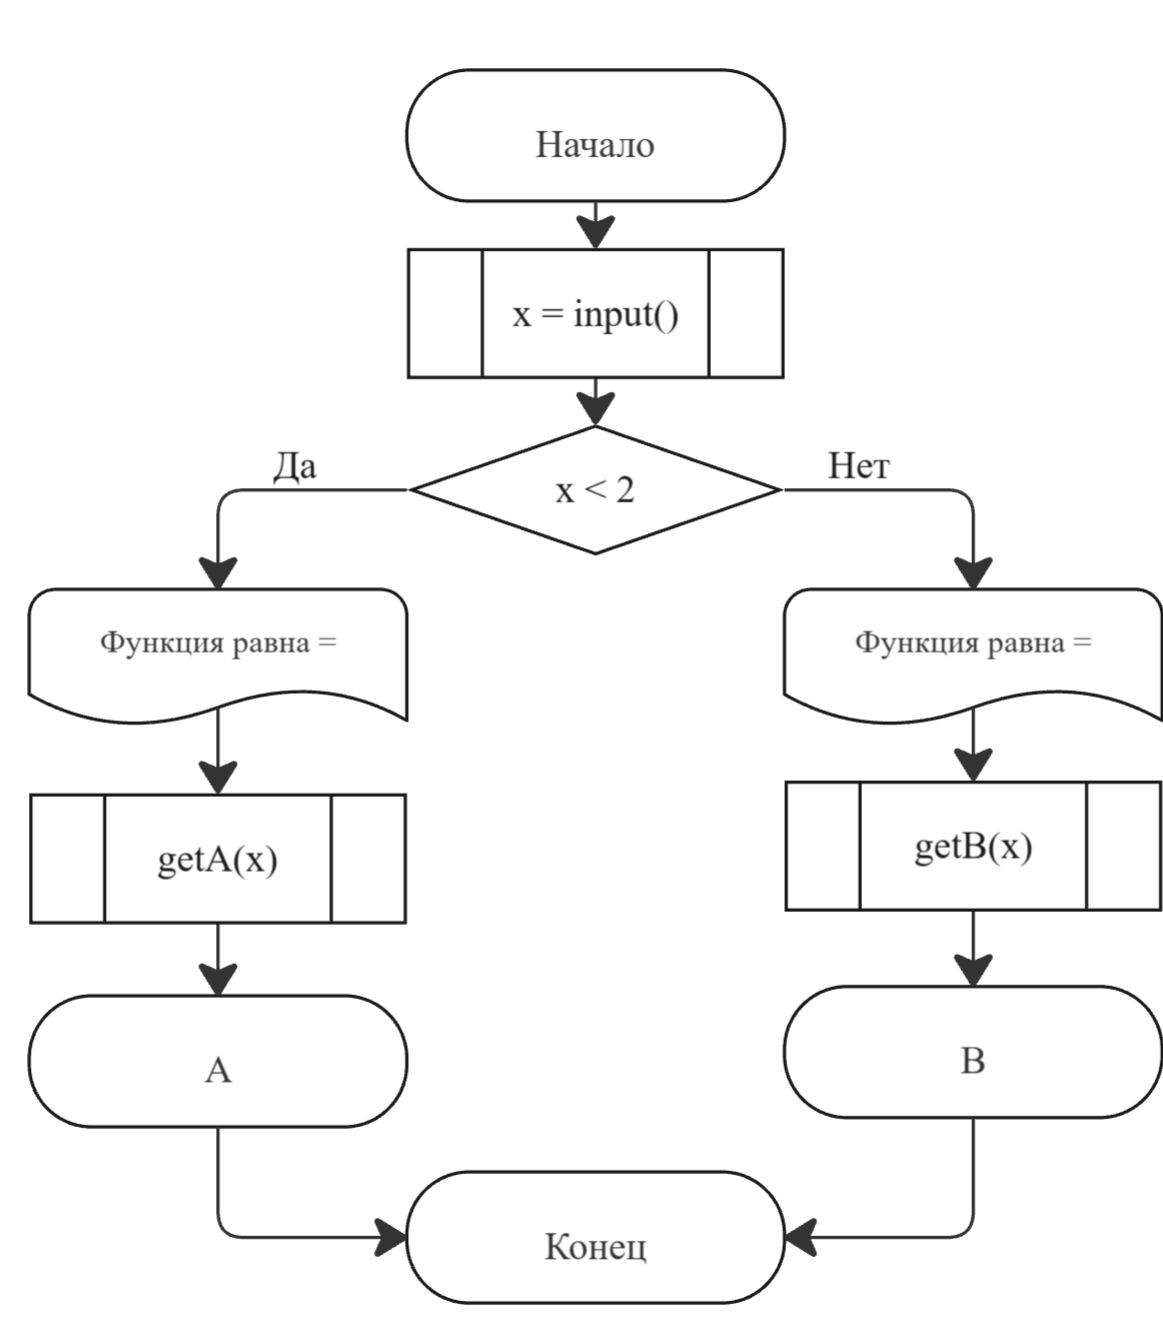 Начало
x = input()
x < 2
Да
Нет
Функция равна =
Функция равна =
getA(x)
getB(x)
A
B
Конец